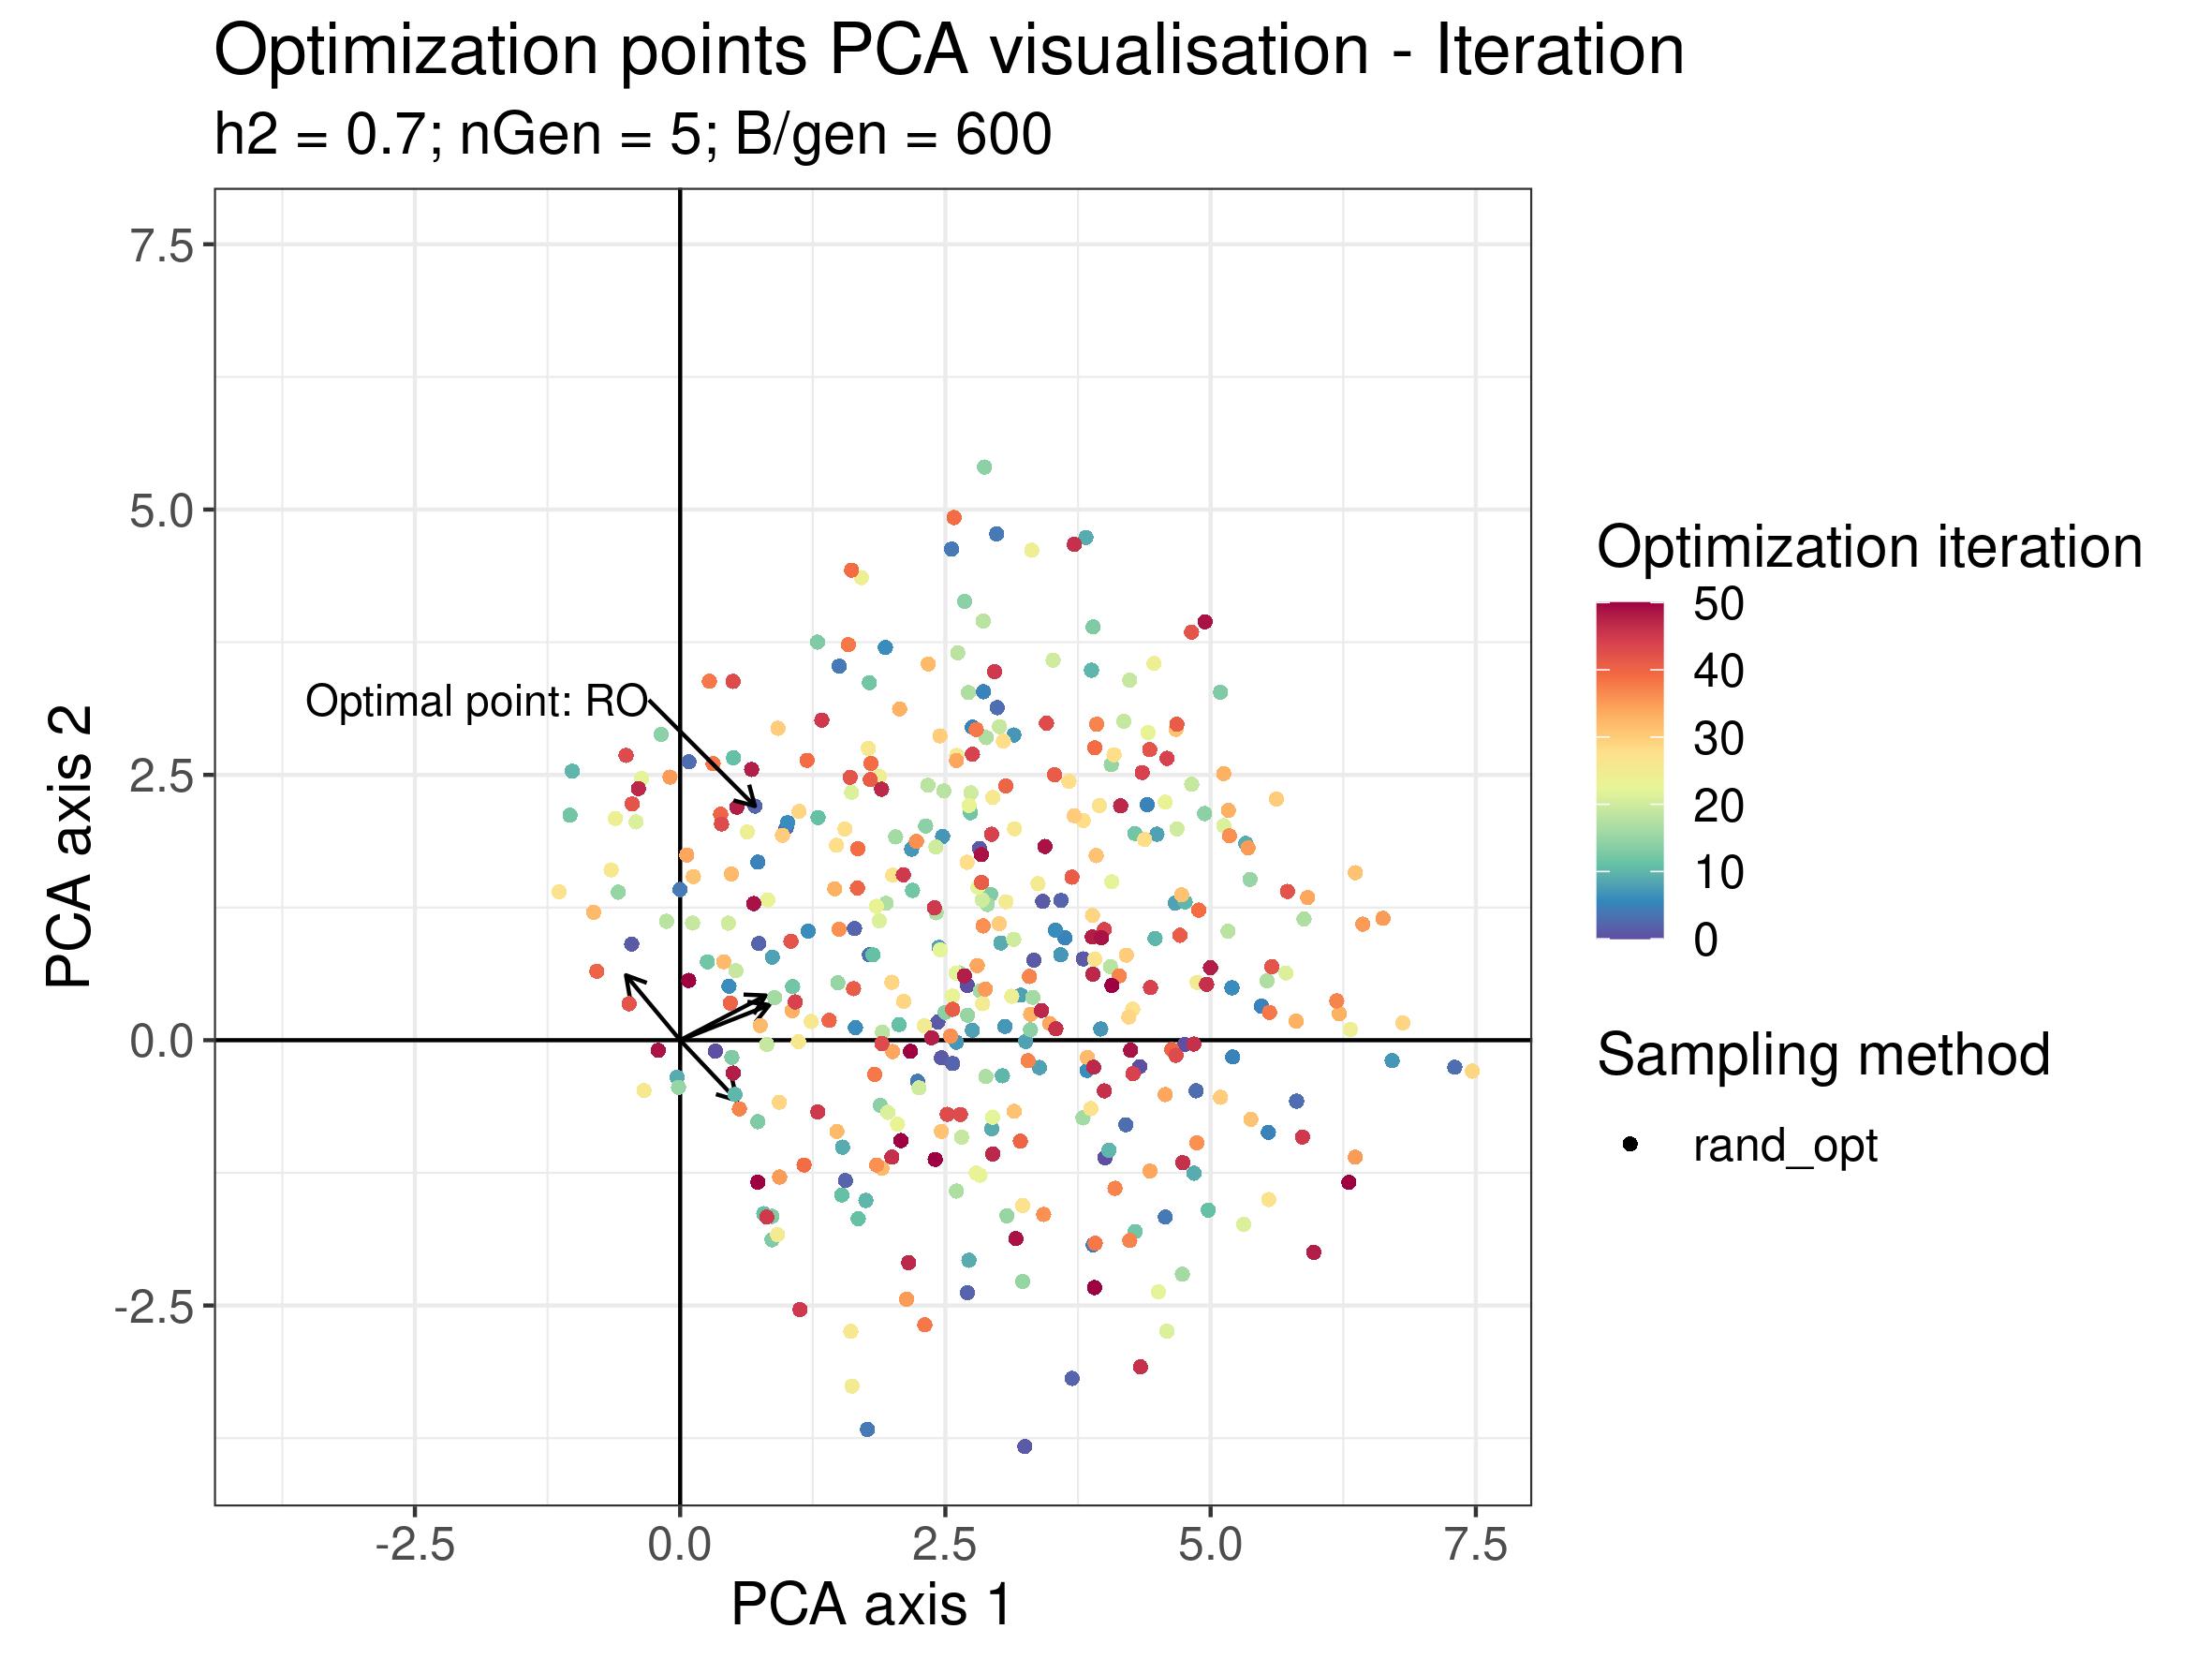 Optimization points PCA visualisation - Iteration
h2 = 0.7; nGen = 5; B/gen = 600
PCA axis 2
7.5
5.0
2.5
0.0
-2.5
Optimal point: RO
-2.5
0.0
2.5
5.0
7.5
PCA axis 1
Optimization iteration
50
40
30
20
10
0
Sampling method
rand_opt